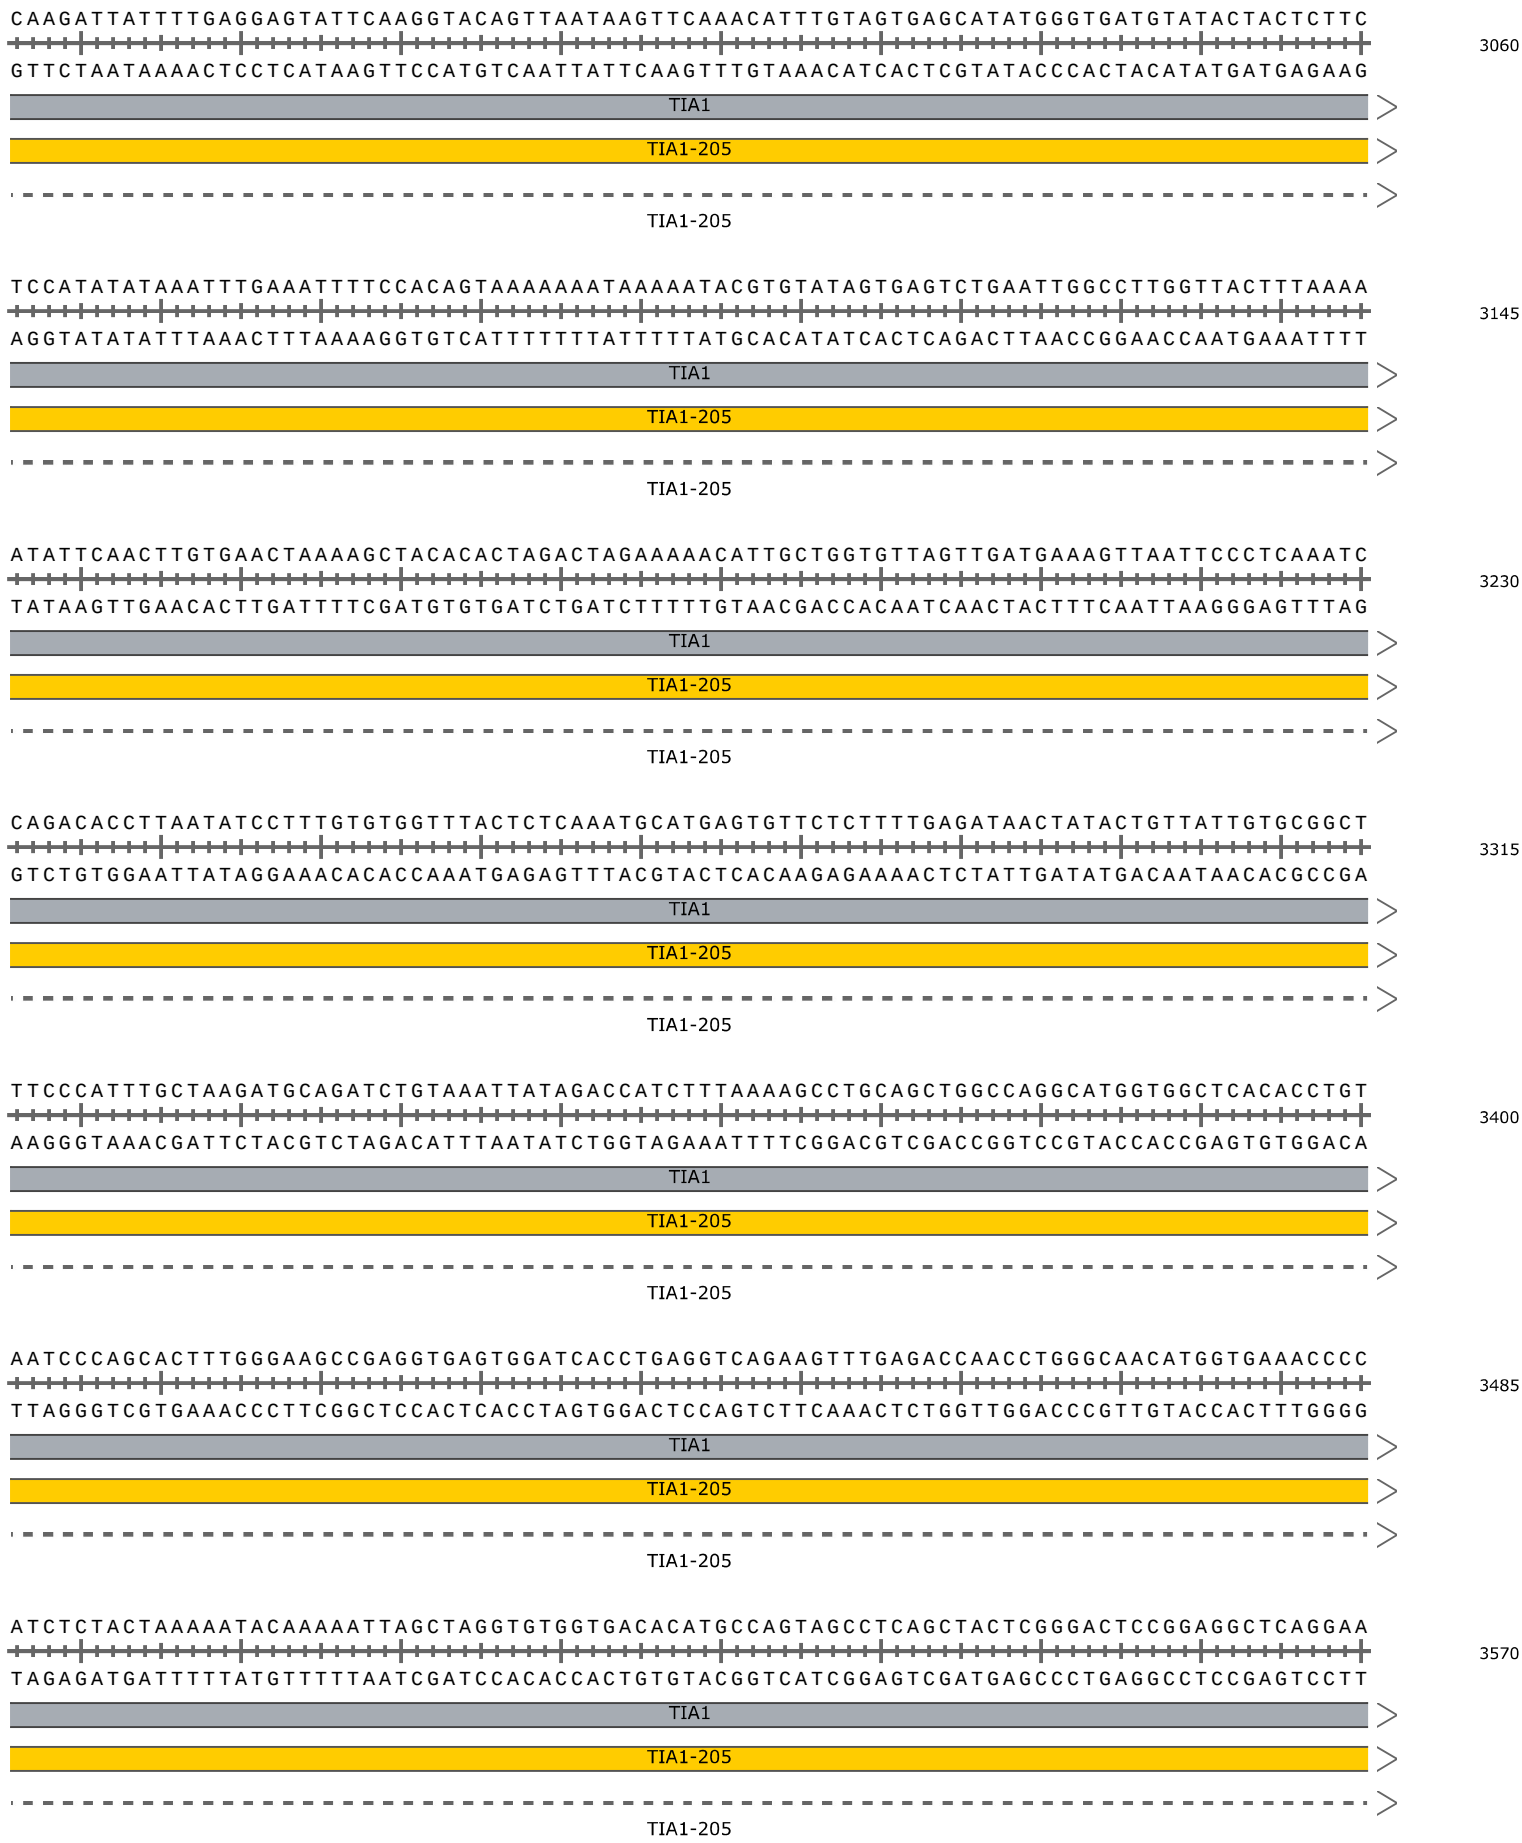 CAAGATTATTTTGAGGAGTATTCAAGGTACAGTTAATAAGTTCAAACATTTGTAGTGAGCATATGGGTGATGTATACTACTCTTC
3060
GTTCTAATAAAACTCCTCATAAGTTCCATGTCAATTATTCAAGTTTGTAAACATCACTCGTATACCCACTACATATGATGAGAAG
TIA1
TIA1-205
TIA1-205
TCCATATATAAATTTGAAATTTTCCACAGTAAAAAAATAAAAATACGTGTATAGTGAGTCTGAATTGGCCTTGGTTACTTTAAAA
3145
AGGTATATATTTAAACTTTAAAAGGTGTCATTTTTTTATTTTTATGCACATATCACTCAGACTTAACCGGAACCAATGAAATTTT
TIA1
TIA1-205
TIA1-205
ATATTCAACTTGTGAACTAAAAGCTACACACTAGACTAGAAAAACATTGCTGGTGTTAGTTGATGAAAGTTAATTCCCTCAAATC
3230
TATAAGTTGAACACTTGATTTTCGATGTGTGATCTGATCTTTTTGTAACGACCACAATCAACTACTTTCAATTAAGGGAGTTTAG
TIA1
TIA1-205
TIA1-205
CAGACACCTTAATATCCTTTGTGTGGTTTACTCTCAAATGCATGAGTGTTCTCTTTTGAGATAACTATACTGTTATTGTGCGGCT
3315
GTCTGTGGAATTATAGGAAACACACCAAATGAGAGTTTACGTACTCACAAGAGAAAACTCTATTGATATGACAATAACACGCCGA
TIA1
TIA1-205
TIA1-205
TTCCCATTTGCTAAGATGCAGATCTGTAAATTATAGACCATCTTTAAAAGCCTGCAGCTGGCCAGGCATGGTGGCTCACACCTGT
3400
AAGGGTAAACGATTCTACGTCTAGACATTTAATATCTGGTAGAAATTTTCGGACGTCGACCGGTCCGTACCACCGAGTGTGGACA
TIA1
TIA1-205
TIA1-205
AATCCCAGCACTTTGGGAAGCCGAGGTGAGTGGATCACCTGAGGTCAGAAGTTTGAGACCAACCTGGGCAACATGGTGAAACCCC
3485
TTAGGGTCGTGAAACCCTTCGGCTCCACTCACCTAGTGGACTCCAGTCTTCAAACTCTGGTTGGACCCGTTGTACCACTTTGGGG
TIA1
TIA1-205
TIA1-205
ATCTCTACTAAAAATACAAAAATTAGCTAGGTGTGGTGACACATGCCAGTAGCCTCAGCTACTCGGGACTCCGGAGGCTCAGGAA
3570
TAGAGATGATTTTTATGTTTTTAATCGATCCACACCACTGTGTACGGTCATCGGAGTCGATGAGCCCTGAGGCCTCCGAGTCCTT
TIA1
TIA1-205
TIA1-205